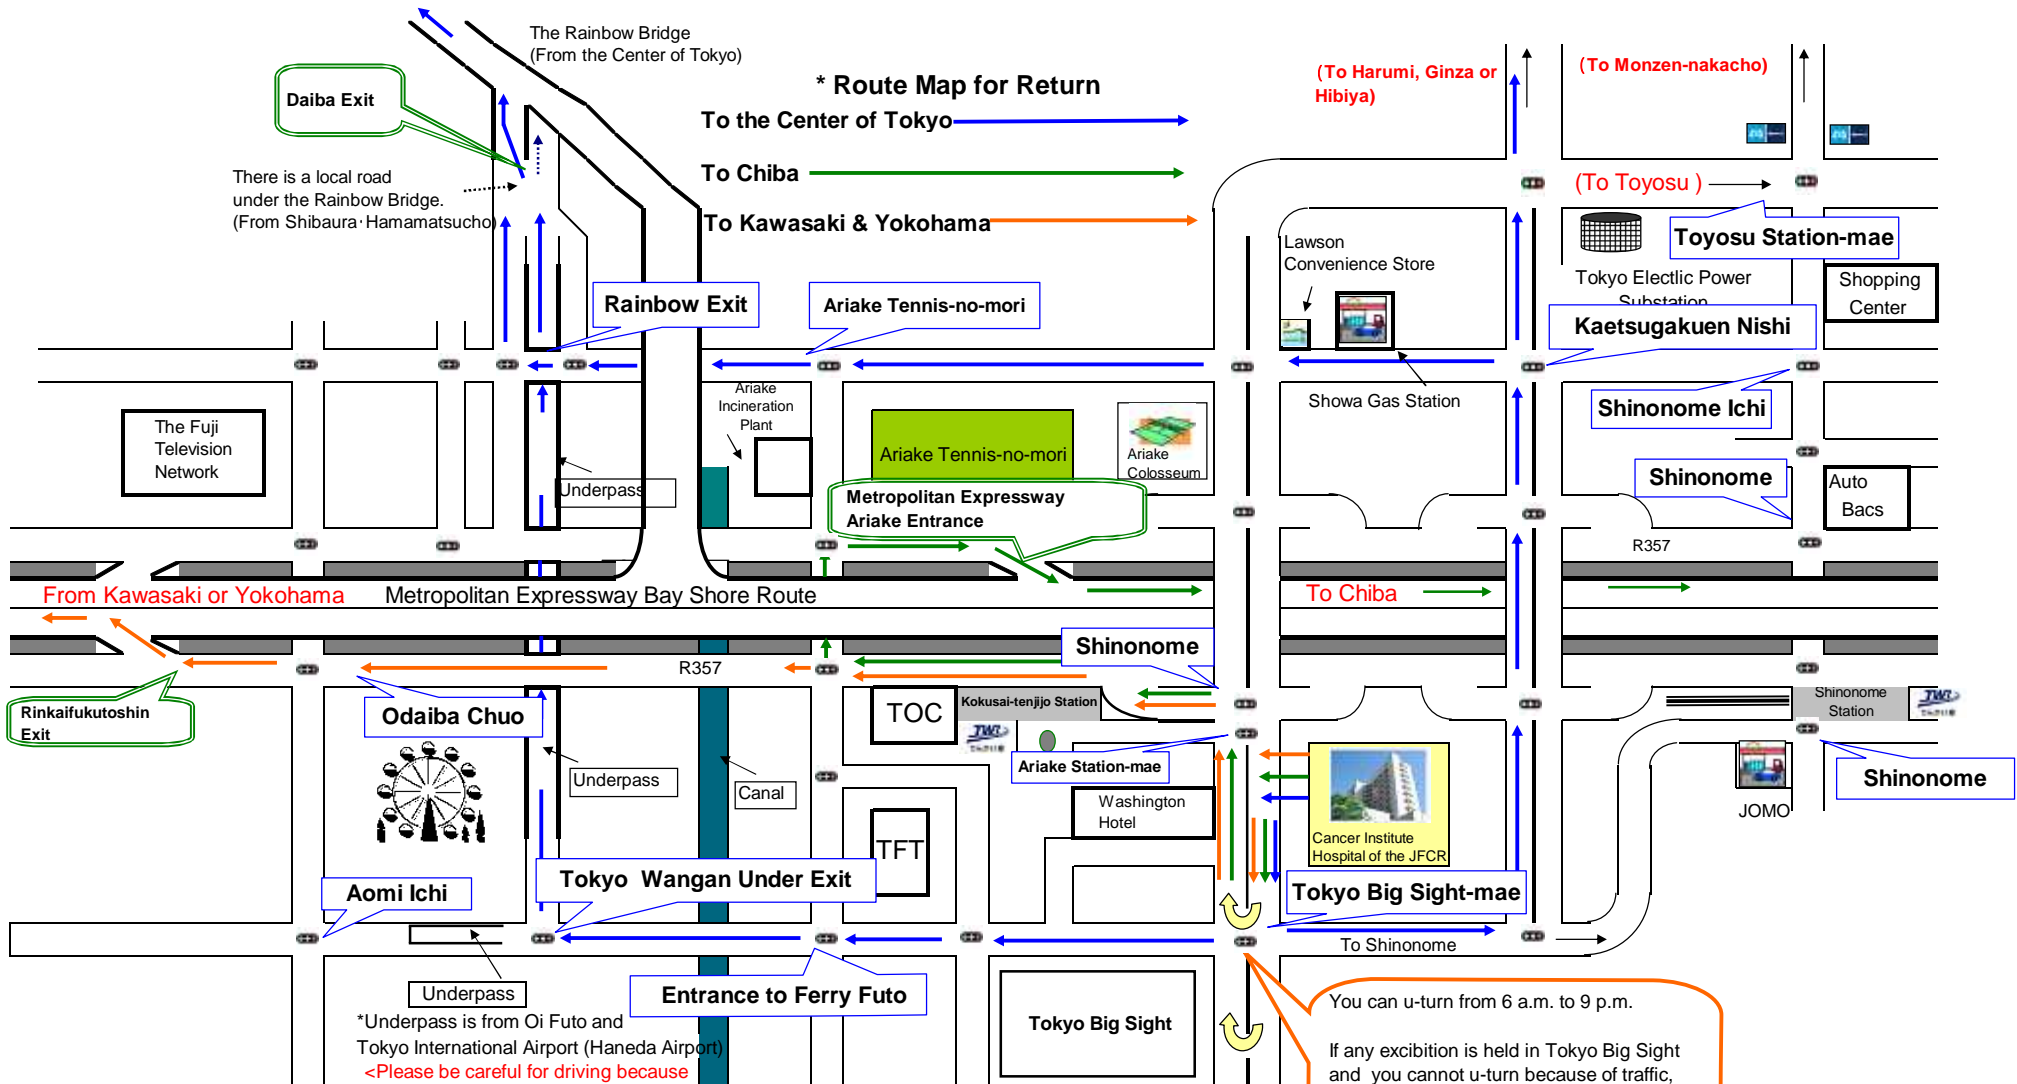 The Rainbow Bridge
(From the Center of Tokyo)
Daiba Exit
* Route Map for Return
To the Center of Tokyo
To Chiba
To Kawasaki & Yokohama
(To Harumi, Ginza or
Hibiya)
(To Monzen-nakacho)
There is a local road
under the Rainbow Bridge.
(From Shibaura·Hamamatsucho)
(To Toyosu )
Toyosu Station-mae
Lawson
Convenience Store
Tokyo Electlic Power
Substation
Shopping
Center
Rainbow Exit
Ariake Tennis-no-mori
Kaetsugakuen Nishi
Ariake
Incineration
Plant
Showa Gas Station
Shinonome Ichi
The Fuji
Television
Network
Ariake Tennis-no-mori
Ariake
Colosseum
Underpass
Metropolitan Expressway
Ariake Entrance
Shinonome
Auto
Bacs
R357
From Kawasaki or Yokohama
Metropolitan Expressway Bay Shore Route
To Chiba
Shinonome
R357
Rinkaifukutoshin
Exit
Odaiba Chuo
TOC
Kokusai-tenjijo Station
TWR
Shinonome
Station
TWR
Ariake Station-mae
Underpass
Canal
Washington
Hotel
Cancer Institute
Hospital of the JFCR
Shinonome
JOMO
TFT
Aomi Ichi
Tokyo Wangan Under Exit
Tokyo Big Sight-mae
To Shinonome
Underpass
Entrance to Ferry Futo
*Underpass is from Oi Futo and
Tokyo International Airport (Haneda Airport)
<Please be careful for driving because
Tokyo Big Sight
You can u-turn from 6 a.m. to 9 p.m.
If any excibition is held in Tokyo Big Sight
and you cannot u-turn because of traffic,